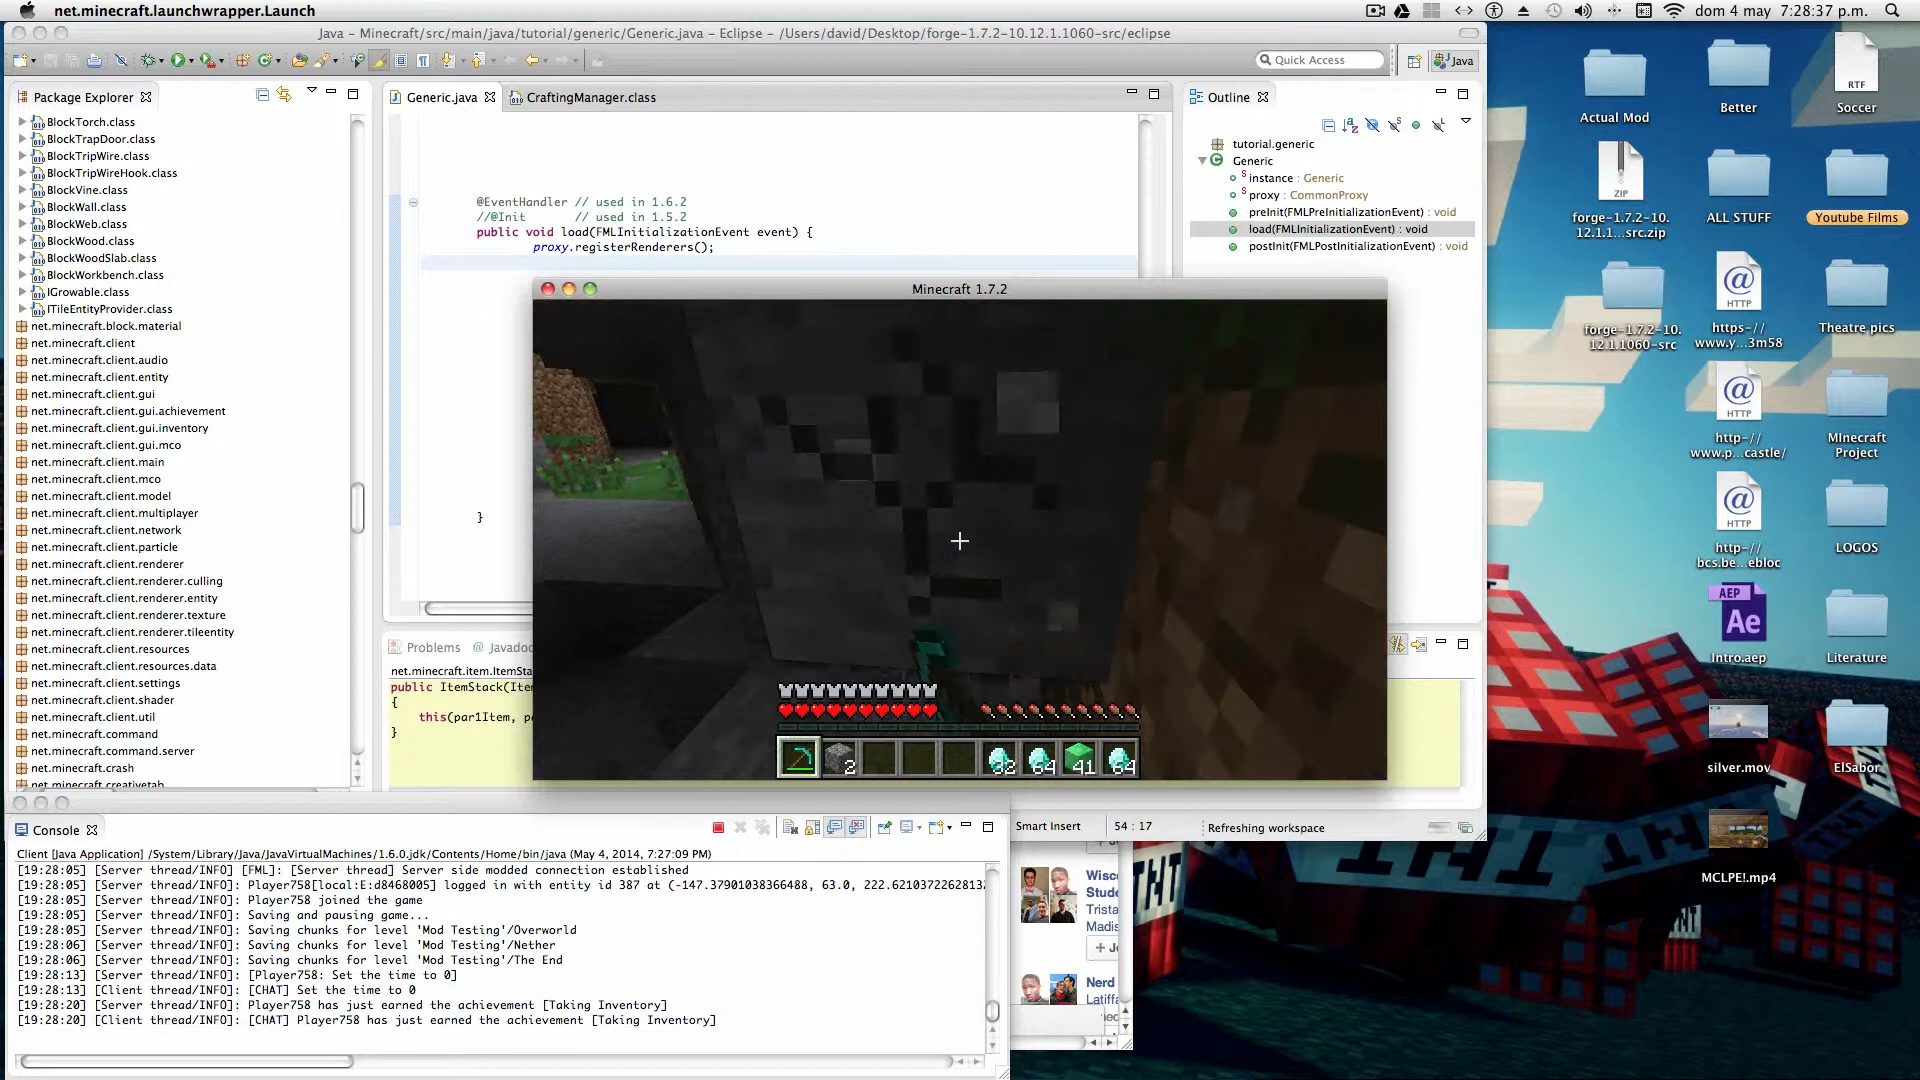 net.minecraft.launchwrapper.Launch
dom 4 may 7:28:37 p.m.
Java - Minecraft/src/main/java/tutorial/generic/Generic.java - Eclipse - /Users/david/Desktop/forge-1.7.2-10.12.1.1060-src/eclipse
Quick Access
Java
Package Explorer
BlockTorch.class
BlockTrapDoor.class
BlockTripWire.class
BlockTripWireHook.class
BlockVine.class
BlockWall.class
BlockWeb.class
BlockWood.class
BlockWoodSlab.class
BlockWorkbench.class
IGrowable.class
ITileEntityProvider.class
net.minecraft.block.material
net.minecraft.client
net.minecraft.client.audio
net.minecraft.client.entity
net.minecraft.client.gui
net.minecraft.client.gui.achievement
net.minecraft.client.gui.inventory
net.minecraft.client.gui.mco
net.minecraft.client.main
net.minecraft.client.mco
net.minecraft.client.model
net.minecraft.client.multiplayer
net.minecraft.client.network
net.minecraft.client.particle
net.minecraft.client.renderer
net.minecraft.client.renderer.culling
net.minecraft.client.renderer.entity
net.minecraft.client.renderer.texture
net.minecraft.client.renderer.tileentity
net.minecraft.client.resources
net.minecraft.client.resources.data
net.minecraft.client.settings
net.minecraft.client.shader
net.minecraft.client.util
net.minecraft.command
net.minecraft.command.server
net.minecraft.crash
net.minecraft.creativetab
Generic.java
CraftingManager.class
@EventHandler // used in 1.6.2
//@Init // used in 1.5.2
public void load(FMLInitializationEvent event) {
proxy.registerRenderers();
}
Outline
tutorial.generic
Generic
instance : Generic
proxy : CommonProxy
preInit(FMLPreInitializationEvent) : void
load(FMLInitializationEvent) : void
postInit(FMLPostInitializationEvent) : void
Minecraft 1.7.2
2
32
64
41
64
Problems
@ Javado
net.minecraft.item.ItemSt
public ItemStack(Ite
{
this(par1Item, p
}
Console
Client [Java Application] /System/Library/Java/JavaVirtualMachines/1.6.0.jdk/Contents/Home/bin/java (May 4, 2014, 7:27:09 PM)
[19:28:05] [Server thread/INFO] [FML]: [Server thread] Server side modded connection established
[19:28:05] [Server thread/INFO]: Player758[local:E:d8468005] logged in with entity id 387 at (-147.37901038366488, 63.0, 222.6210372262813
[19:28:05] [Server thread/INFO]: Player758 joined the game
[19:28:05] [Server thread/INFO]: Saving and pausing game...
[19:28:05] [Server thread/INFO]: Saving chunks for level 'Mod Testing'/Overworld
[19:28:06] [Server thread/INFO]: Saving chunks for level 'Mod Testing'/Nether
[19:28:06] [Server thread/INFO]: Saving chunks for level 'Mod Testing'/The End
[19:28:13] [Server thread/INFO]: [Player758: Set the time to 0]
[19:28:13] [Client thread/INFO]: [CHAT] Set the time to 0
[19:28:20] [Server thread/INFO]: Player758 has just earned the achievement [Taking Inventory]
[19:28:20] [Client thread/INFO]: [CHAT] Player758 has just earned the achievement [Taking Inventory]
Smart Insert
54 : 17
Refreshing workspace
Wisc
Stude
Trista
Madis
+ Jo
Nerd
Latiffa
Actual Mod
Better
RTF
Soccer
ZIP
forge-1.7.2-10.
12.1.1...src.zip
ALL STUFF
Youtube Films
forge-1.7.2-10.
12.1.1060-src
HTTP
https-//
www.y...3m58
Theatre pics
HTTP
http-//
www.p...castle/
MInecraft
Project
HTTP
http-//
bcs.be...ebloc
LOGOS
AEP
Ae
Intro.aep
Literature
silver.mov
ElSabor
MCLPE!.mp4
TNT